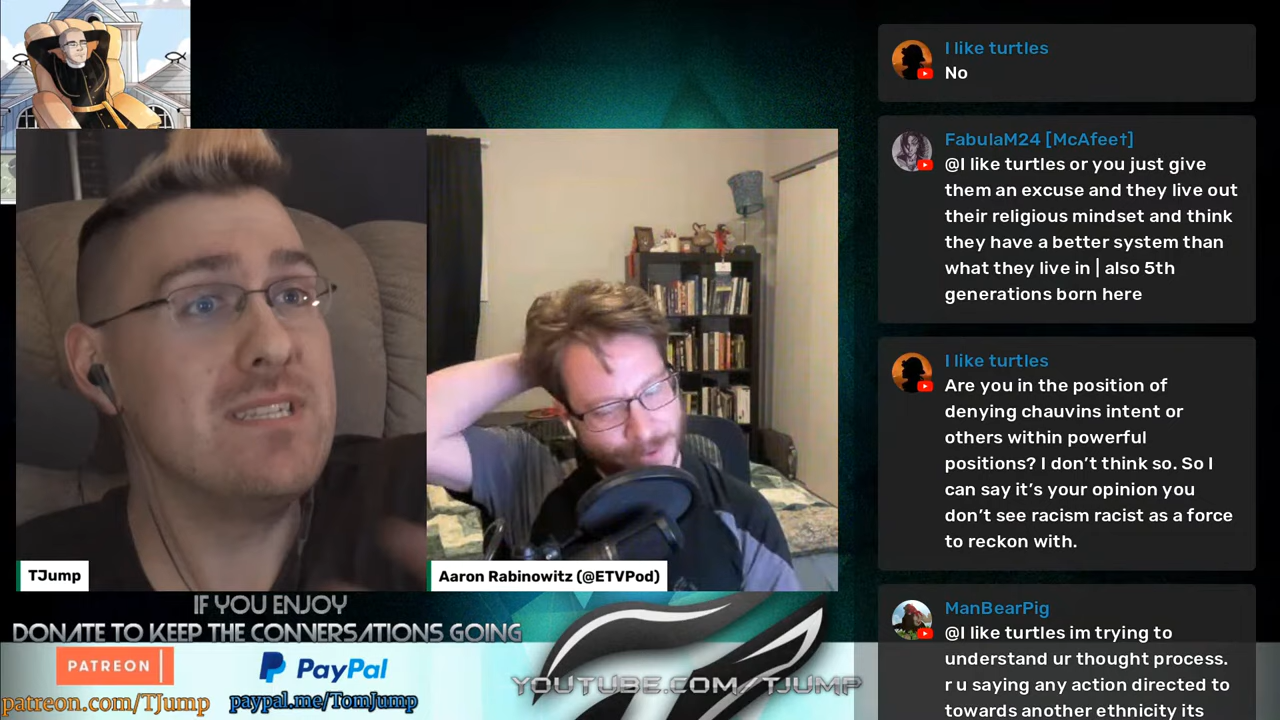 I like turtles
No
FabulaM24 [McAfee†]
@I like turtles or you just give
them an excuse and they live out
their religious mindset and think
they have a better system than
what they live in | also 5th
generations born here
I like turtles
Are you in the position of
denying chauvins intent or
others within powerful
positions? I don’t think so. So I
can say it’s your opinion you
don’t see racism racist as a force
to reckon with.
ManBearPig
@I like turtles im trying to
understand ur thought process.
r u saying any action directed to
towards another ethnicity its
TJump
Aaron Rabinowitz (@ETVPod)
IF YOU ENJOY
DONATE TO KEEP THE CONVERSATIONS GOING
PATREON
PayPal
patreon.com/TJump
paypal.me/TomJump
YOUTUBE.COM/TJUMP